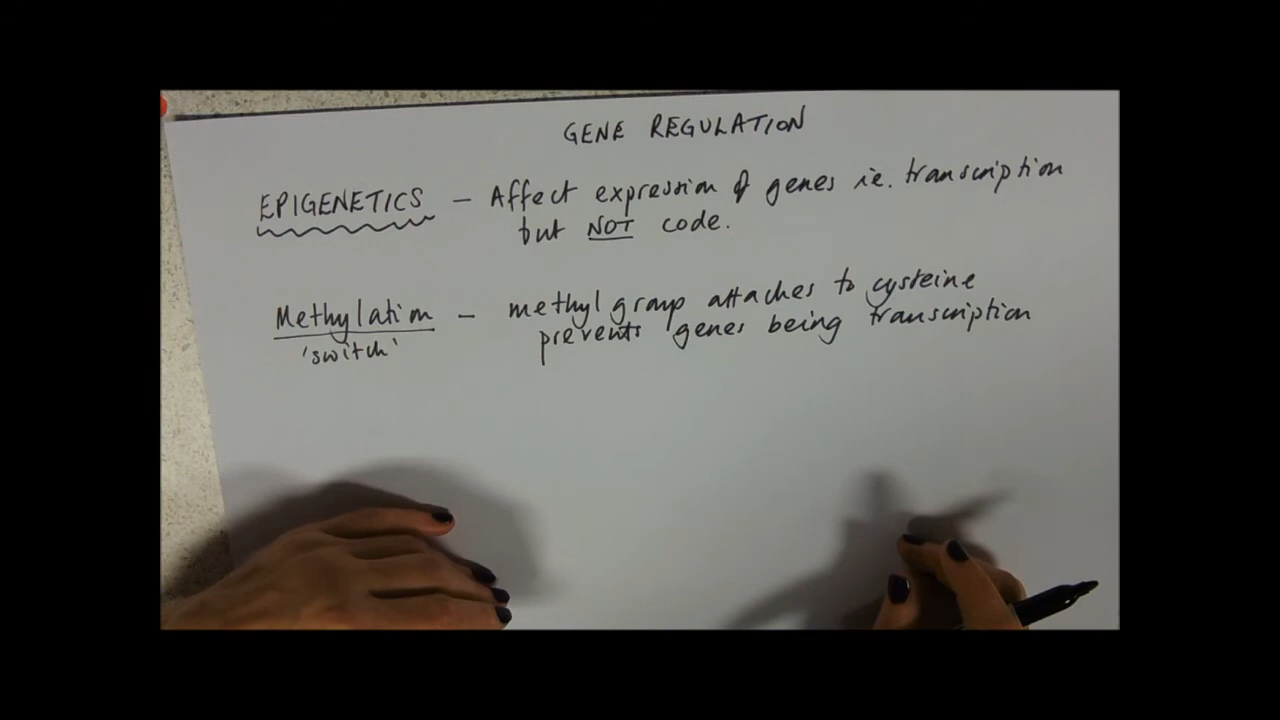 GENE REGULATION
EPIGENETICS - Affect expression of genes ie. transcription
but NOT code.
Methylation - methyl group attaches to cysteine
'switch' prevents genes being transcription